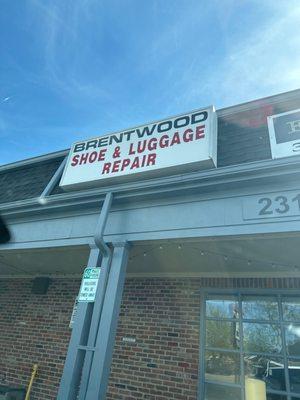 BRENTWOOD
SHOE & LUGGAGE
REPAIR
231